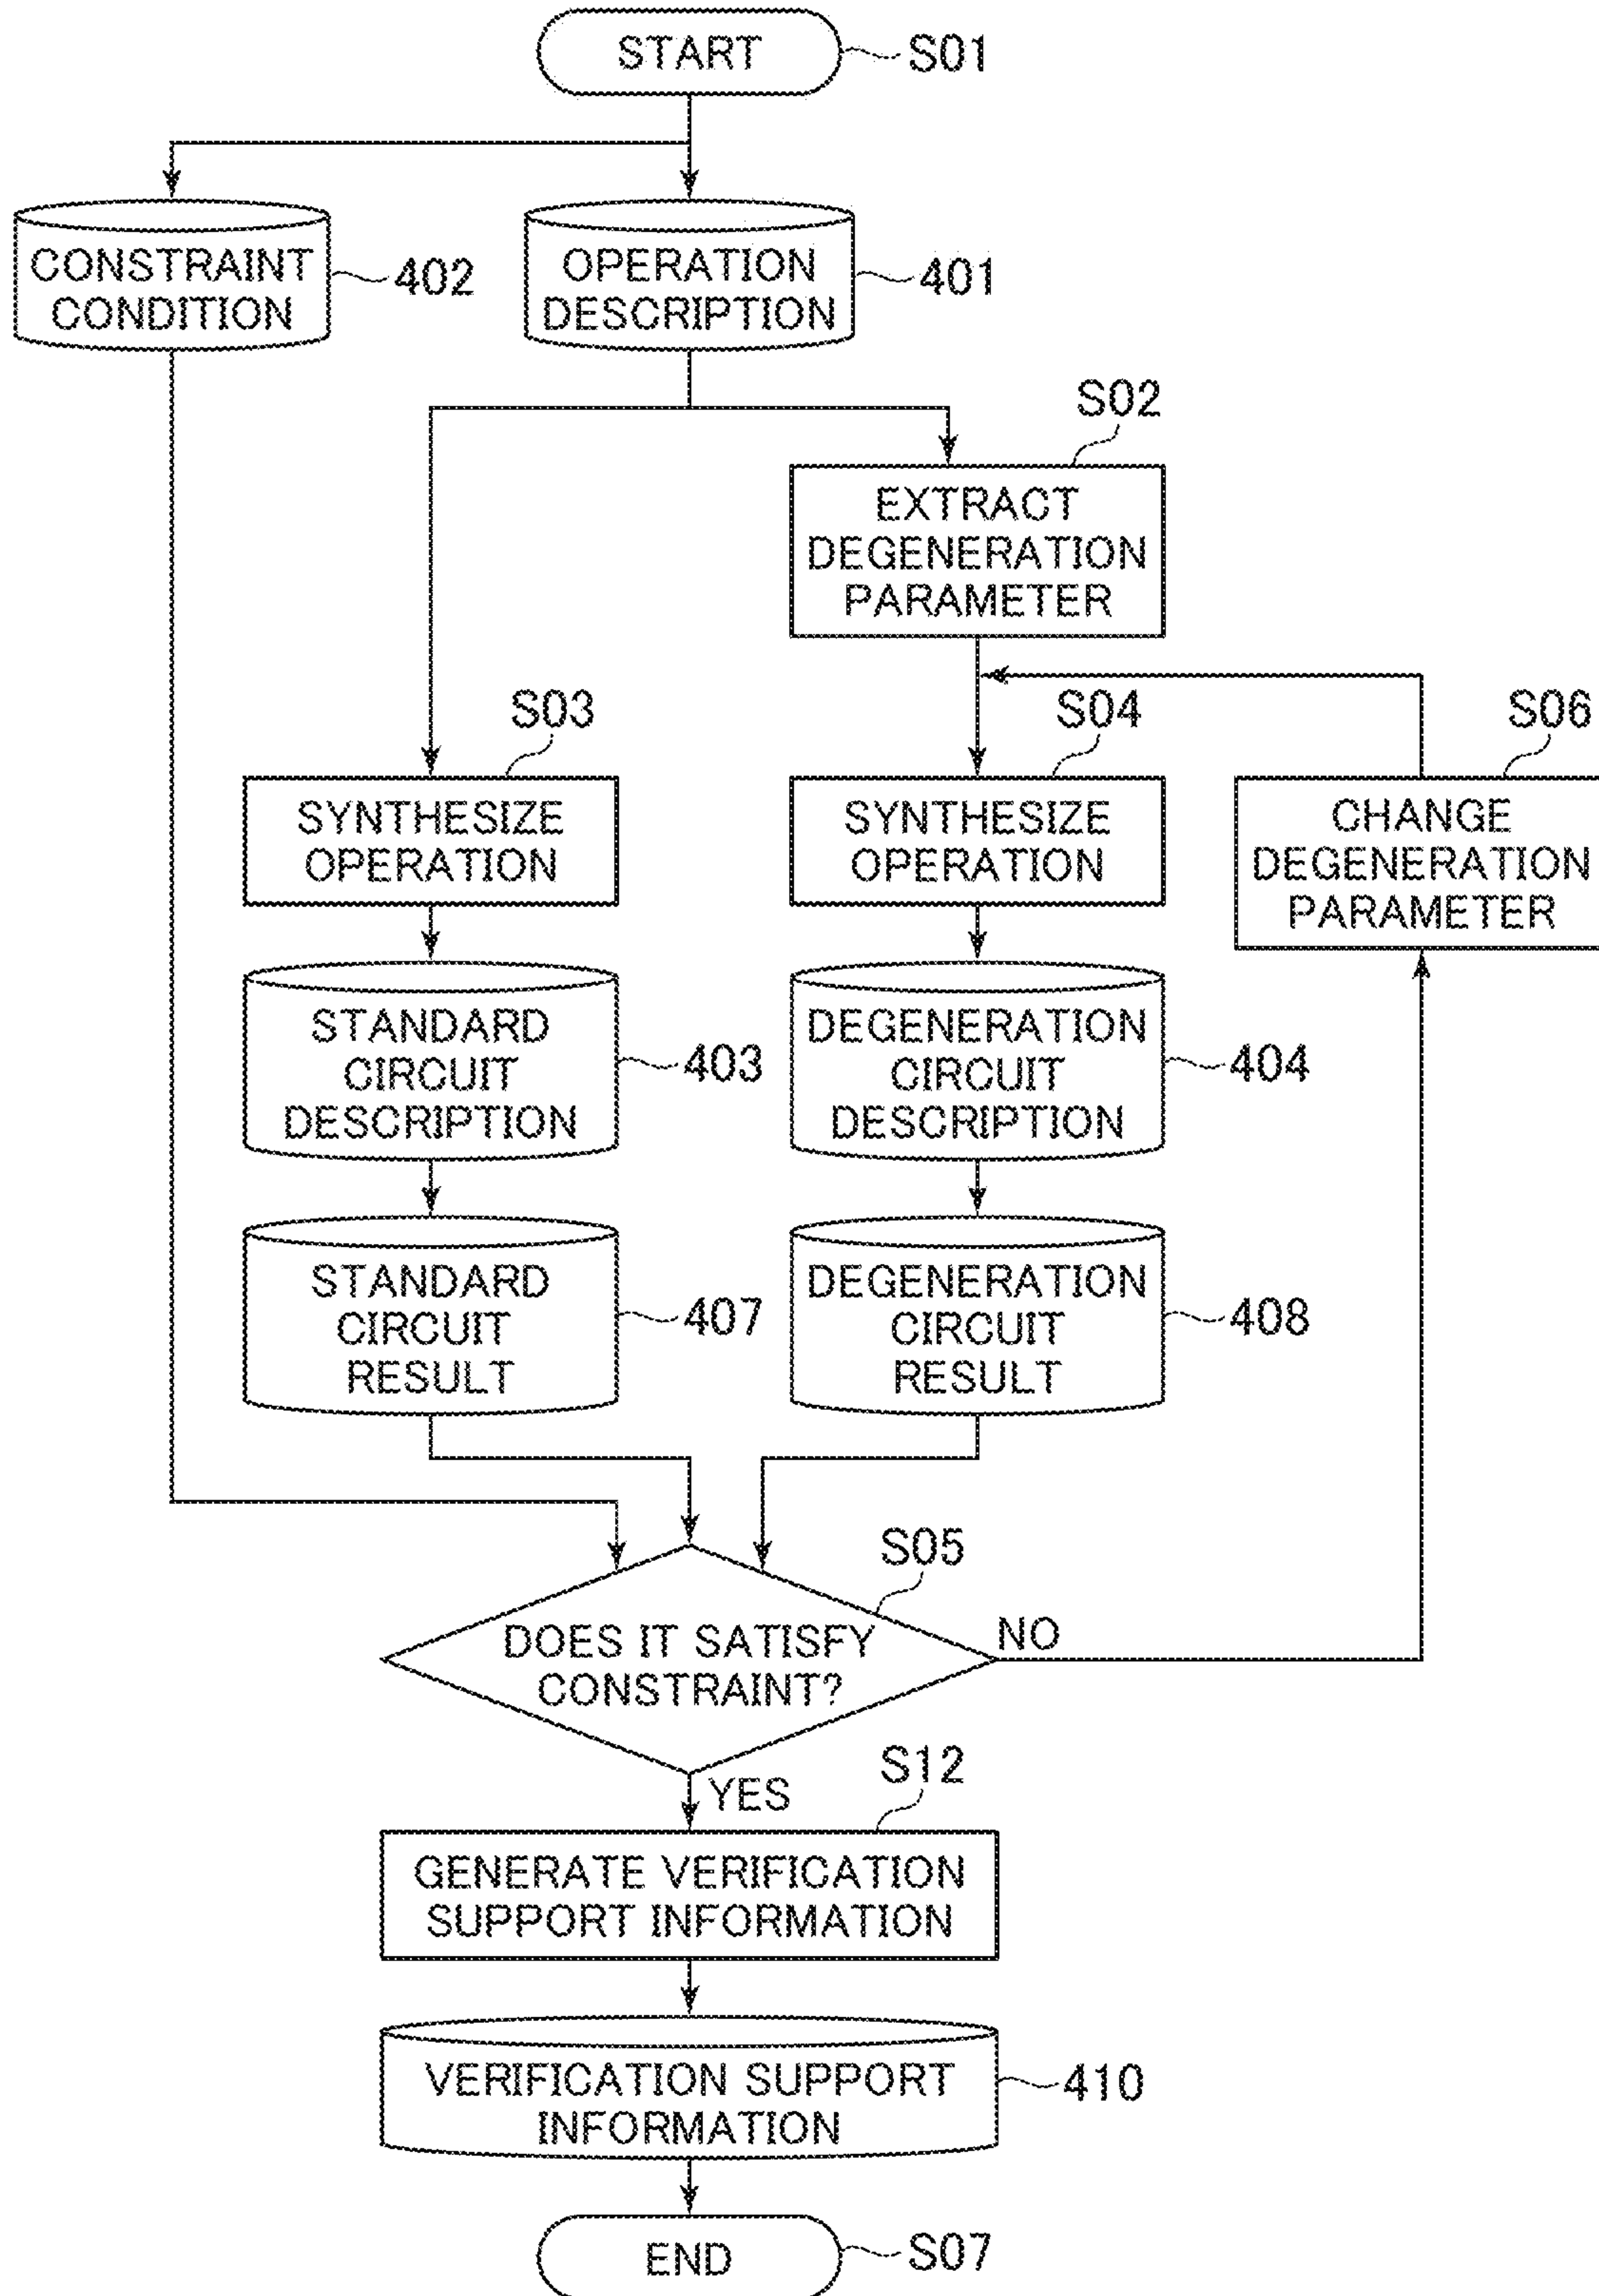 START
S01
CONSTRAINT
CONDITION
402
OPERATION
DESCRIPTION
401
S02
EXTRACT
DEGENERATION
PARAMETER
S03
SYNTHESIZE
OPERATION
S04
SYNTHESIZE
OPERATION
S06
CHANGE
DEGENERATION
PARAMETER
STANDARD
CIRCUIT
DESCRIPTION
403
DEGENERATION
CIRCUIT
DESCRIPTION
404
STANDARD
CIRCUIT
RESULT
407
DEGENERATION
CIRCUIT
RESULT
408
S05
DOES IT SATISFY
CONSTRAINT?
NO
YES
S12
GENERATE VERIFICATION
SUPPORT INFORMATION
VERIFICATION SUPPORT
INFORMATION
410
END
S07